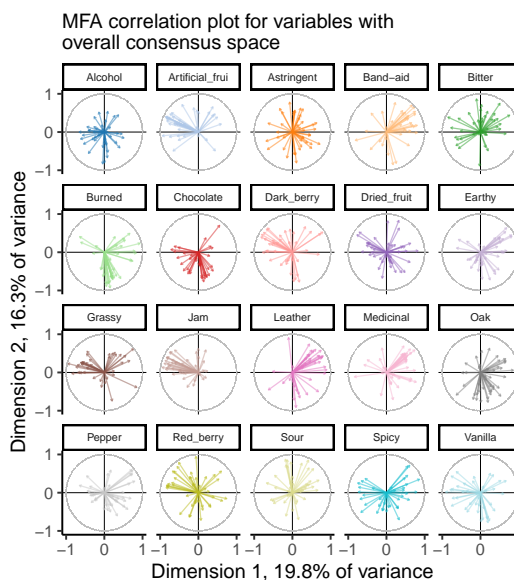 MFA correlation plot for variables with
overall consensus space
Alcohol Artificial_frui Astringent Band−aid Bitter
1
0
−1
Burned Chocolate Dark_berry Dried_fruit Earthy
1
0
−1
Grassy Jam Leather Medicinal Oak
1
0
−1
Pepper Red_berry Sour Spicy Vanilla
1
0
−1
−1 0 1 −1 0 1 −1 0 1 −1 0 1 −1 0 1
Dimension 1, 19.8% of variance
Dimension 2, 16.3% of variance